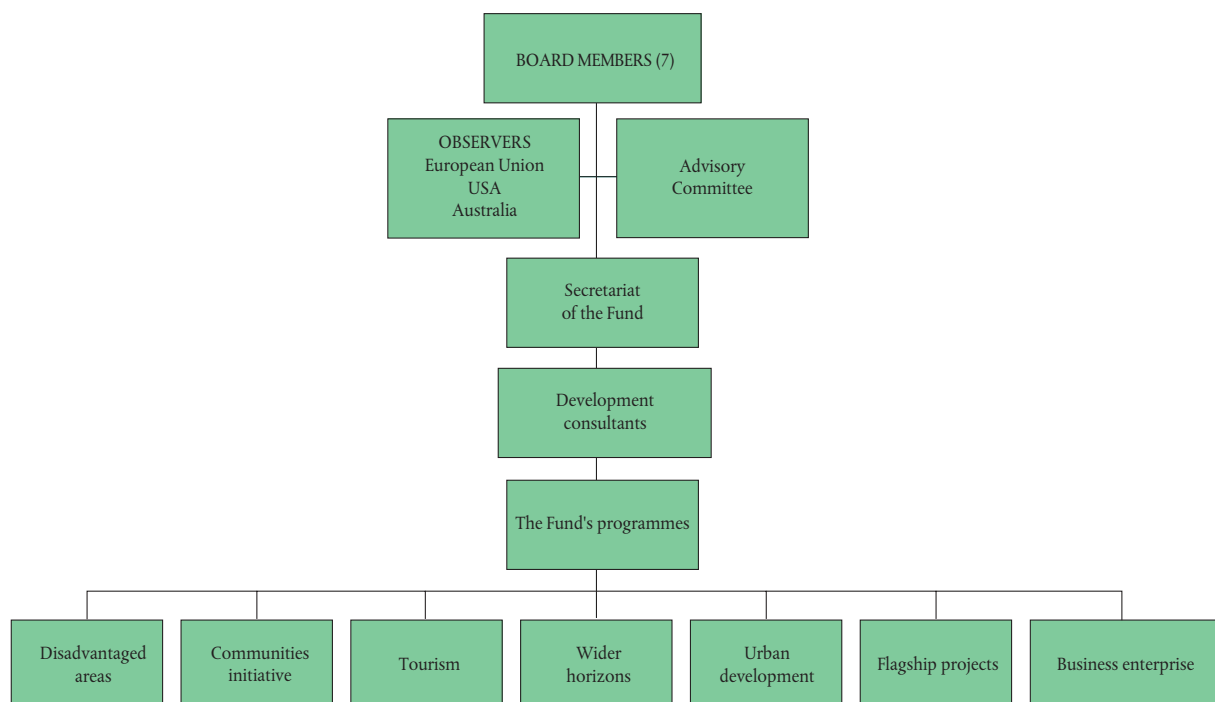 BOARD MEMBERS (7)
OBSERVERS
European Union
USA
Australia
Advisory
Committee
Secretariat
of the Fund
Development
consultants
The Fund's programmes
Disadvantaged
areas
Communities
initiative
Tourism
Wider
horizons
Urban
development
Flagship projects
Business enterprise